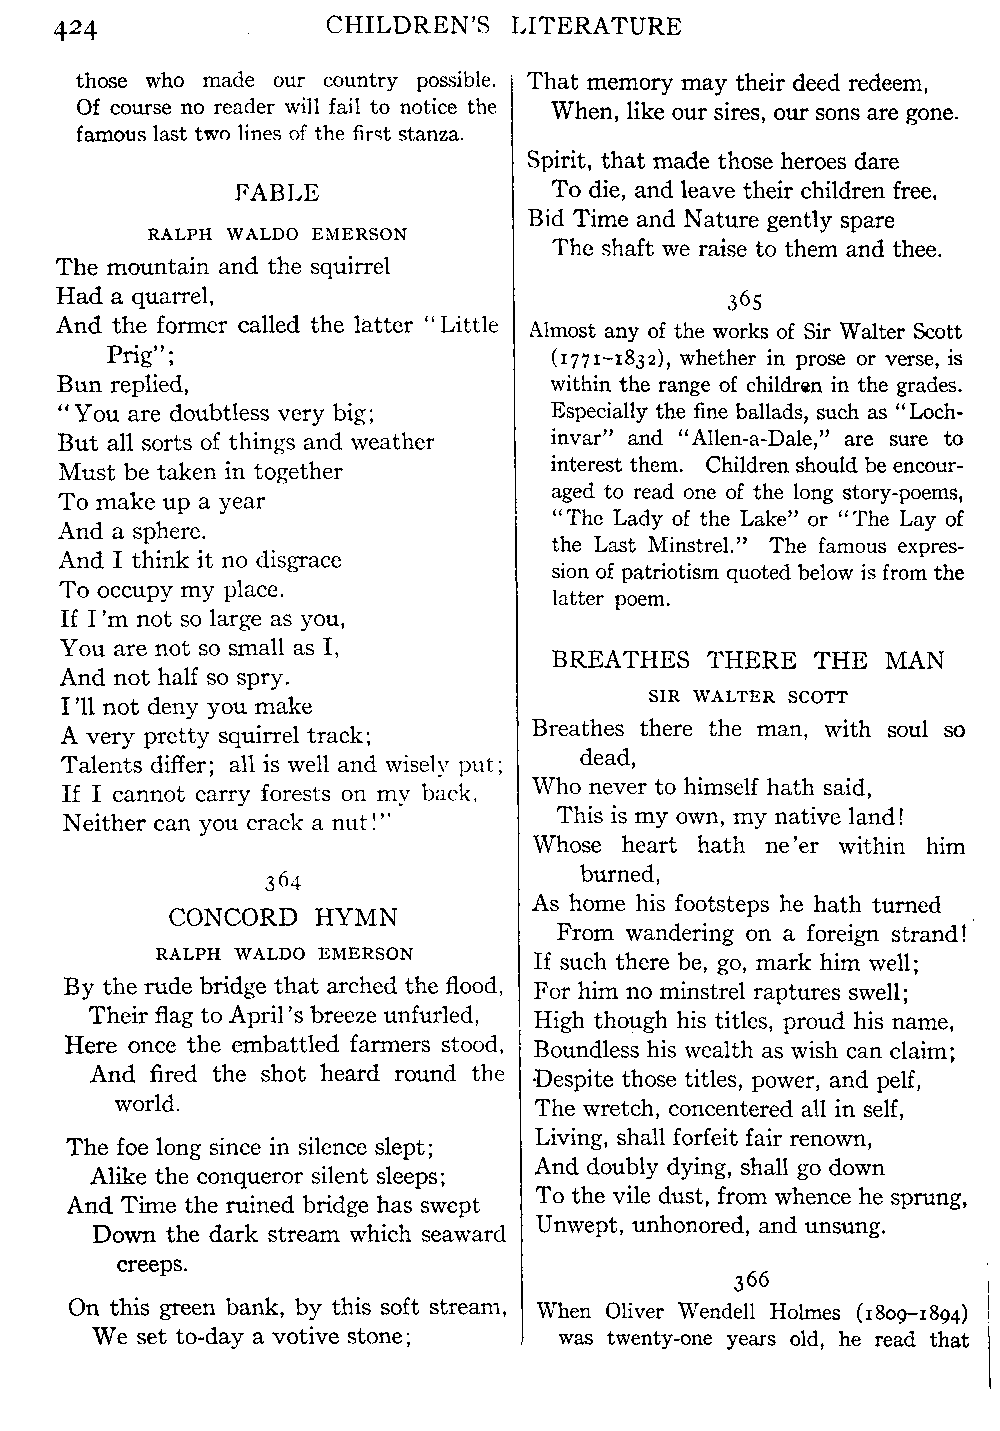 424
CHILDREN'S LITERATURE
those who made our country possible.
Of course no reader will fail to notice the
famous last two lines of the first stanza.
FABLE
RALPH WALDO EMERSON
The mountain and the squirrel
Had a quarrel,
And the former called the latter "Little
Prig";
Bun replied,
"You are doubtless very big;
But all sorts of things and weather
Must be taken in together
To make up a year
And a sphere.
And I think it no disgrace
To occupy my place.
If I'm not so large as you,
You are not so small as I,
And not half so spry.
I'll not deny you make
A very pretty squirrel track;
Talents differ; all is well and wisely put;
If I cannot carry forests on my back,
Neither can you crack a nut!"
364
CONCORD HYMN
RALPH WALDO EMERSON
By the rude bridge that arched the flood,
Their flag to April's breeze unfurled,
Here once the embattled farmers stood,
And fired the shot heard round the
world.
The foe long since in silence slept;
Alike the conqueror silent sleeps;
And Time the ruined bridge has swept
Down the dark stream which seaward
creeps.
On this green bank, by this soft stream,
We set to-day a votive stone;
That memory may their deed redeem,
When, like our sires, our sons are gone.
Spirit, that made those heroes dare
To die, and leave their children free,
Bid Time and Nature gently spare
The shaft we raise to them and thee.
365
Almost any of the works of Sir Walter Scott
(1771-1832), whether in prose or verse, is
within the range of children in the grades.
Especially the fine ballads, such as "Loch-
invar" and "Allen-a-Dale," are sure to
interest them. Children should be encour-
aged to read one of the long story-poems,
"The Lady of the Lake" or "The Lay of
the Last Minstrel." The famous expres-
sion of patriotism quoted below is from the
latter poem.
BREATHES THERE THE MAN
SIR WALTER SCOTT
Breathes there the man, with soul so
dead,
Who never to himself hath said,
This is my own, my native land!
Whose heart hath ne'er within him
burned,
As home his footsteps he hath turned
From wandering on a foreign strand!
If such there be, go, mark him well;
For him no minstrel raptures swell;
High though his titles, proud his name,
Boundless his wealth as wish can claim;
Despite those titles, power, and pelf,
The wretch, concentered all in self,
Living, shall forfeit fair renown,
And doubly dying, shall go down
To the vile dust, from whence he sprung,
Unwept, unhonored, and unsung.
366
When Oliver Wendell Holmes (1809-1894)
was twenty-one years old, he read that